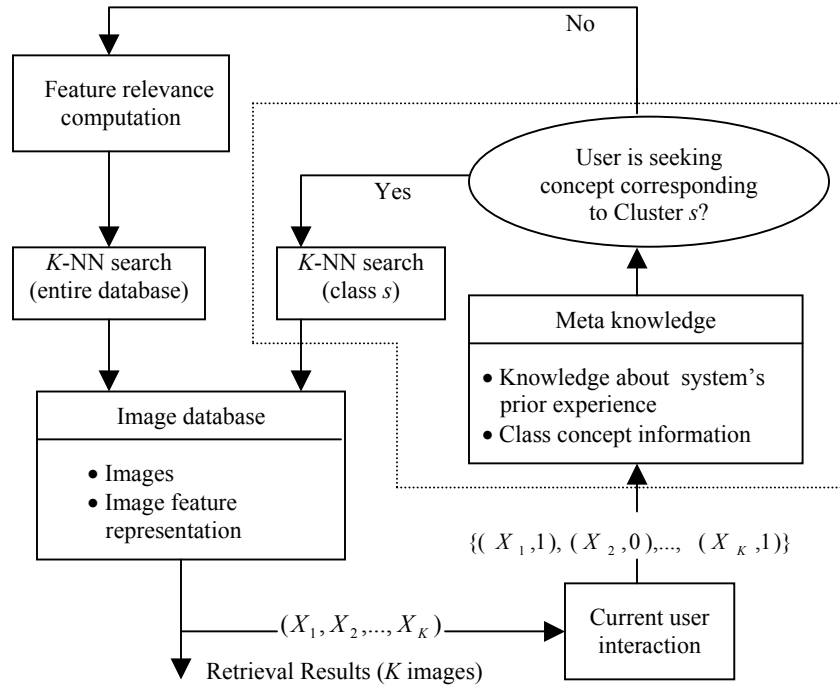 No
Feature relevance
computation
User is seeking
concept corresponding
to Cluster s?
Yes
K-NN search
(entire database)
K-NN search
(class s)
Meta knowledge
• Knowledge about system's
prior experience
• Class concept information
Image database
• Images
• Image feature
representation
{( X₁ ,1), ( X₂ ,0),..., ( X_K ,1)}
(X₁, X₂,..., X_K)
Current user
interaction
Retrieval Results (K images)